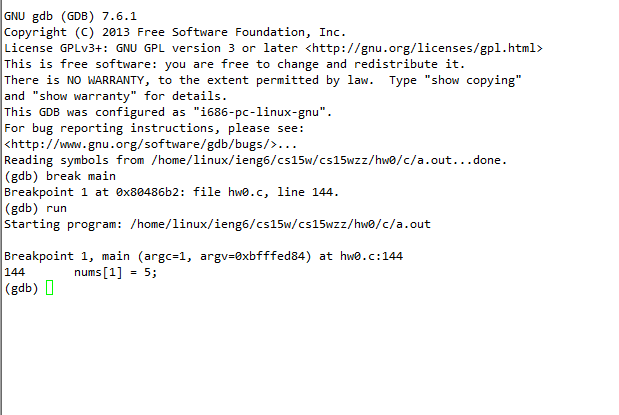 GNU gdb (GDB) 7.6.1
Copyright (C) 2013 Free Software Foundation, Inc.
License GPLv3+: GNU GPL version 3 or later <http://gnu.org/licenses/gpl.html>
This is free software: you are free to change and redistribute it.
There is NO WARRANTY, to the extent permitted by law.  Type "show copying"
and "show warranty" for details.
This GDB was configured as "i686-pc-linux-gnu".
For bug reporting instructions, please see:
<http://www.gnu.org/software/gdb/bugs/>...
Reading symbols from /home/linux/ieng6/cs15w/cs15wzz/hw0/c/a.out...done.
(gdb) break main
Breakpoint 1 at 0x80486b2: file hw0.c, line 144.
(gdb) run
Starting program: /home/linux/ieng6/cs15w/cs15wzz/hw0/c/a.out
Breakpoint 1, main (argc=1, argv=0xbfffed84) at hw0.c:144
144       nums[1] = 5;
(gdb)